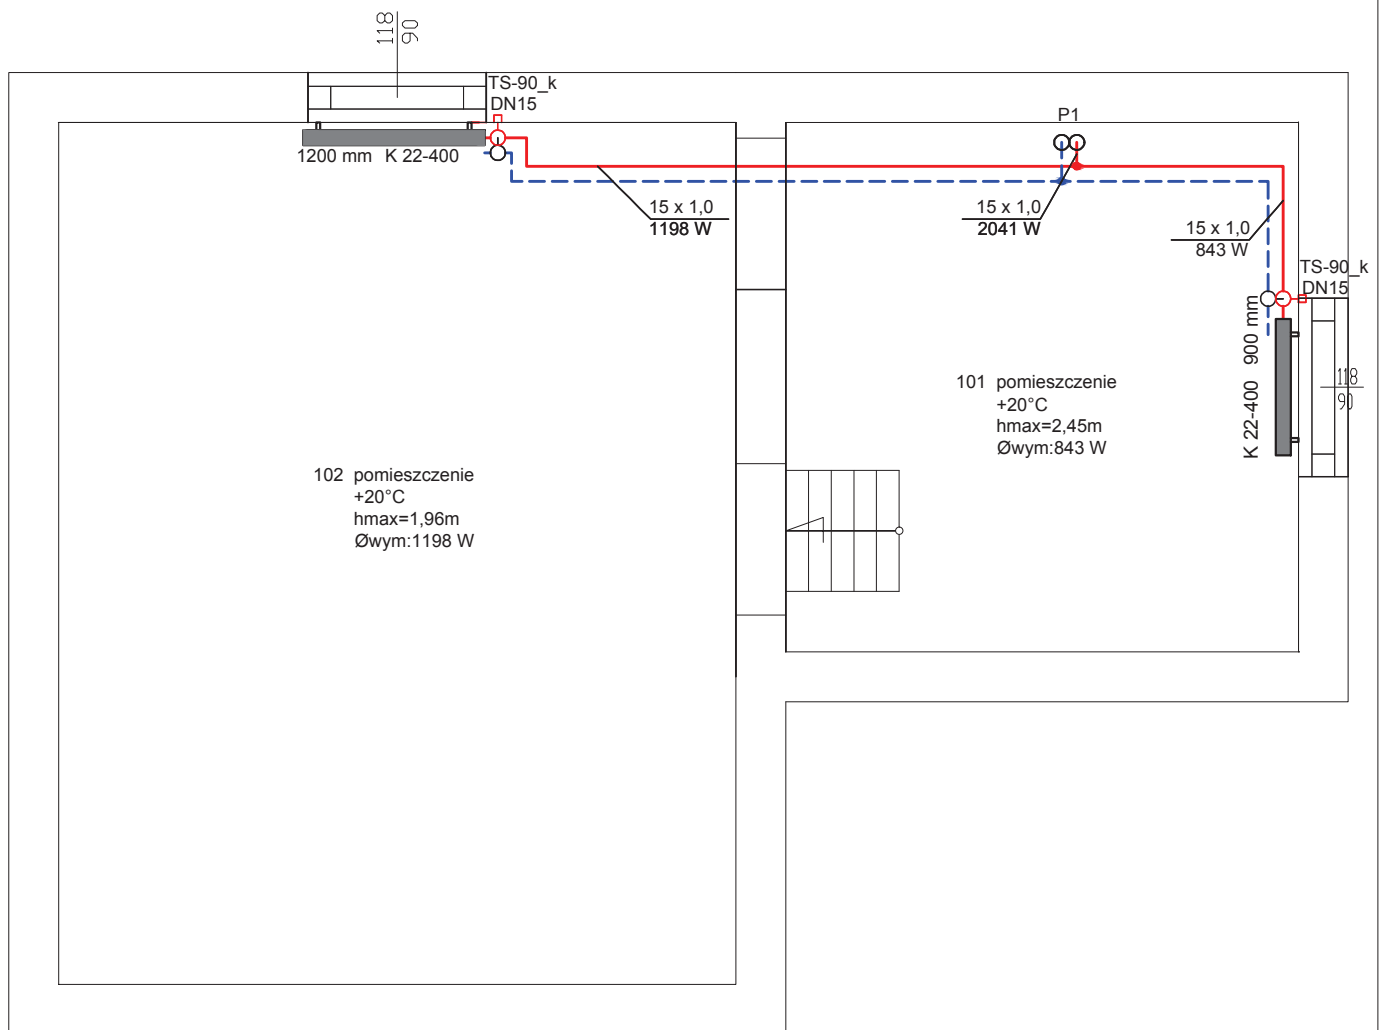 118
90
TS-90_k
DN15
1200 mm K 22-400
P1
15 x 1,0
1198 W
15 x 1,0
2041 W
15 x 1,0
843 W
TS-90_k
DN15
K 22-400 900 mm
118
90
101 pomieszczenie
+20°C
hmax=2,45m
Øwym:843 W
102 pomieszczenie
+20°C
hmax=1,96m
Øwym:1198 W